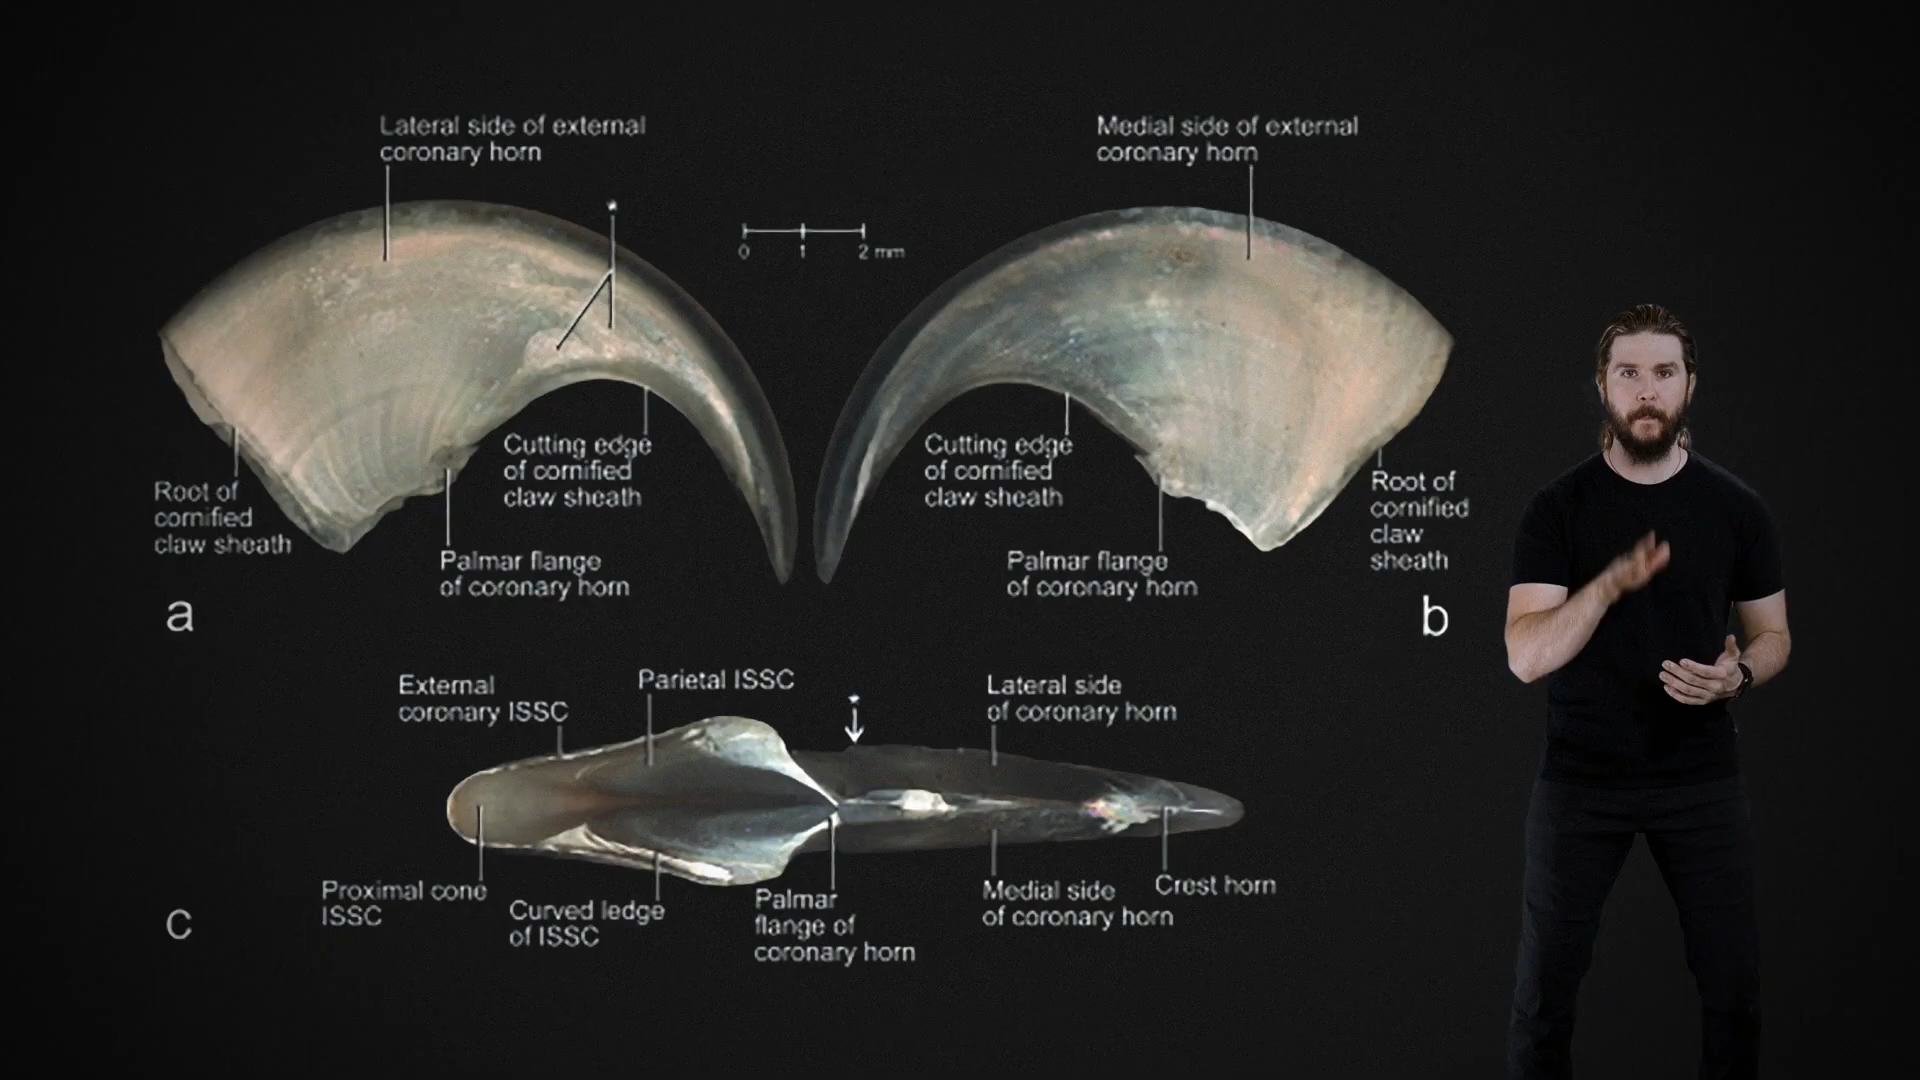 Lateral side of external
coronary horn
Medial side of external
coronary horn
*
0 1 2 mm
Cutting edge
of cornified
claw sheath
Cutting edge
of cornified
claw sheath
Root of
cornified
claw sheath
Root of
cornified
claw
sheath
Palmar flange
of coronary horn
Palmar flange
of coronary horn
a
b
External
coronary ISSC
Parietal ISSC
*
Lateral side
of coronary horn
Proximal cone
ISSC
Curved ledge
of ISSC
Palmar
flange of
coronary horn
Medial side
of coronary horn
Crest horn
c